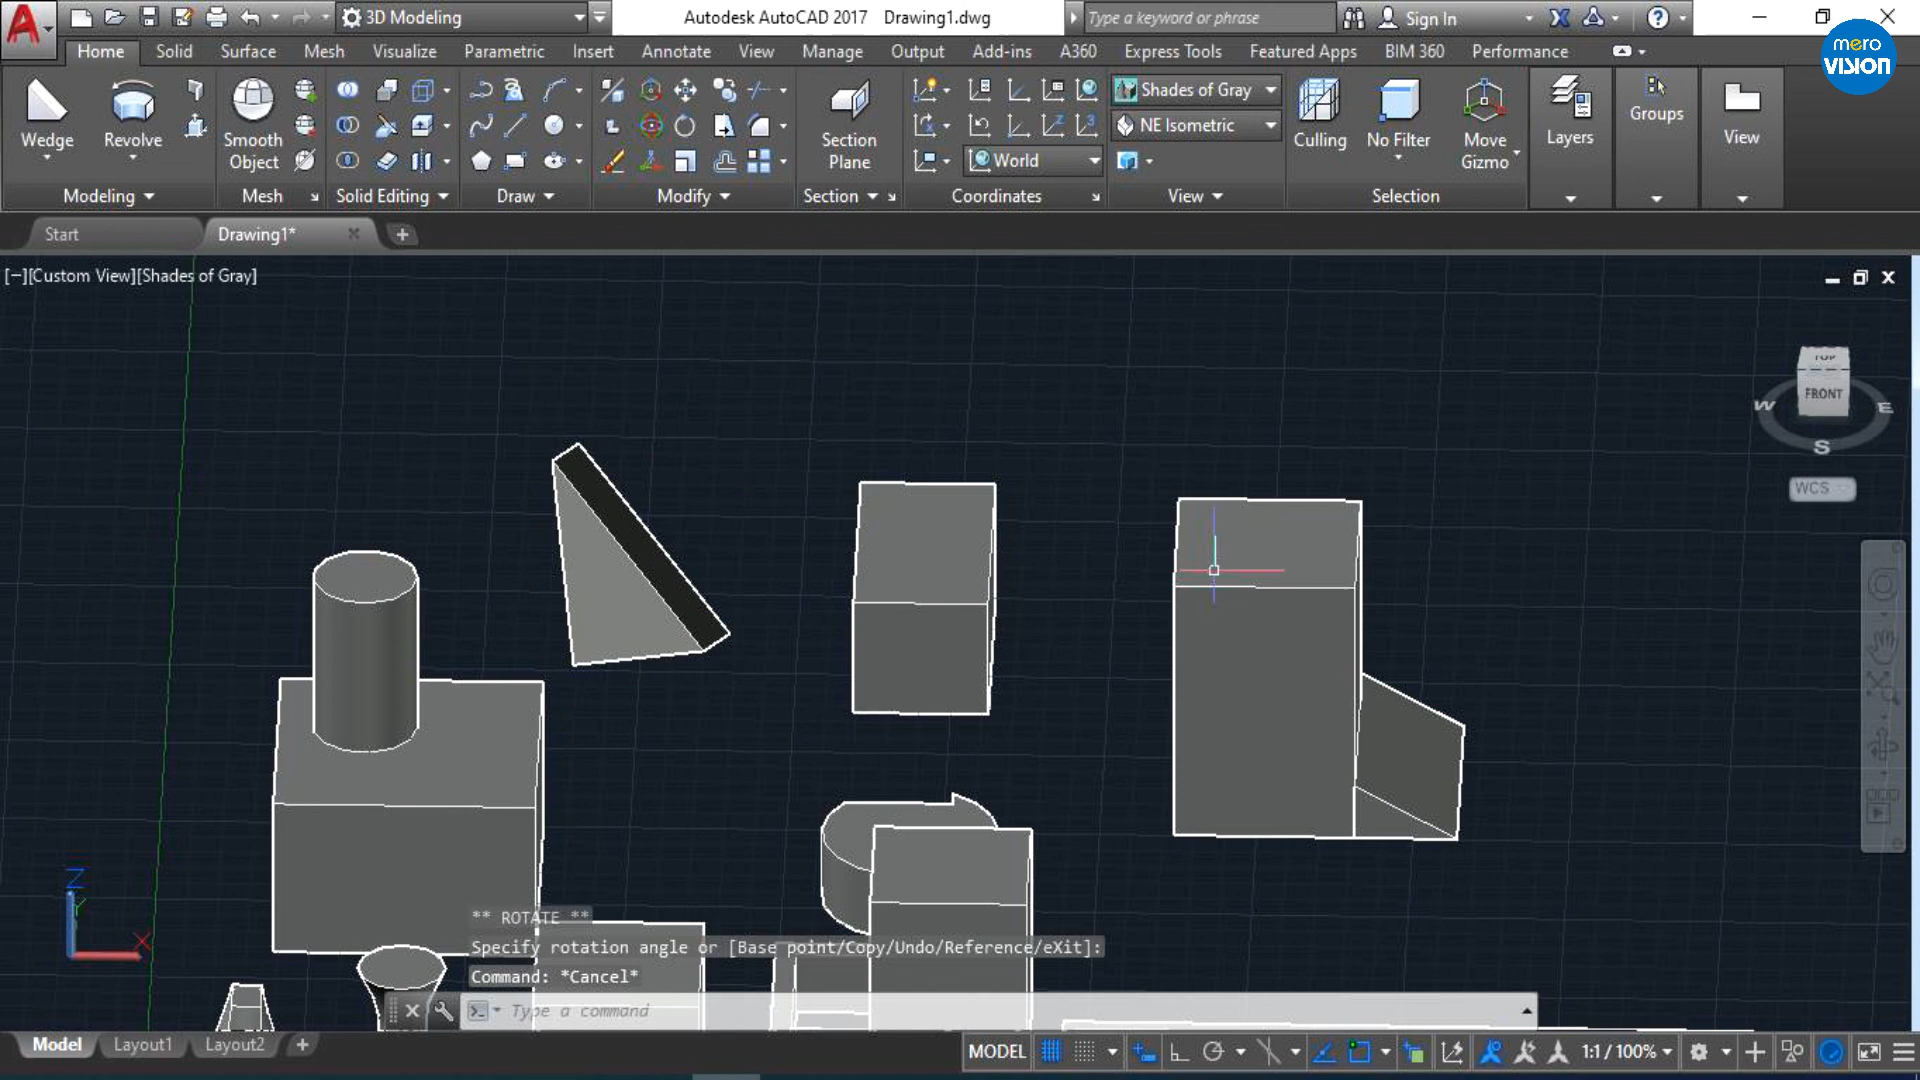 3D Modeling
Autodesk AutoCAD 2017 Drawing1.dwg
Type a keyword or phrase
Sign In
mero
VISION
Home Solid Surface Mesh Visualize Parametric Insert Annotate View Manage Output Add-ins A360 Express Tools Featured Apps BIM 360 Performance
Wedge
Revolve
Smooth
Object
Section
Plane
World
Shades of Gray
NE Isometric
Culling
No Filter
Move
Gizmo
Layers
Groups
View
Modeling Mesh Solid Editing Draw Modify Section Coordinates View Selection
Start
Drawing1*
[−][Custom View][Shades of Gray]
TOP
FRONT
W
E
S
WCS
Z
Y
X
** ROTATE **
Specify rotation angle or [Base point/Copy/Undo/Reference/eXit]:
Command: *Cancel*
Type a command
Model Layout1 Layout2
MODEL
1:1 / 100%